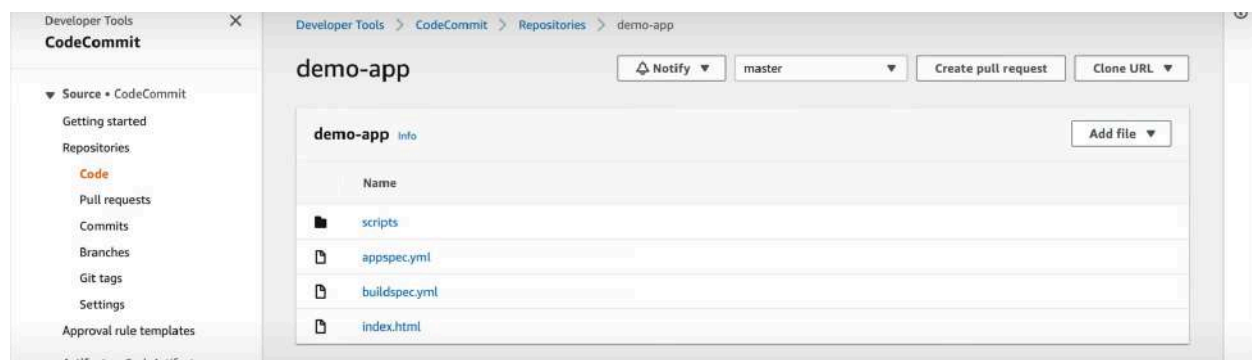 Developer Tools
CodeCommit
Source • CodeCommit
Getting started
Repositories
Code
Pull requests
Commits
Branches
Git tags
Settings
Approval rule templates
Developer Tools > CodeCommit > Repositories > demo-app
demo-app
Notify
master
Create pull request
Clone URL
demo-app Info
Add file
Name
scripts
appspec.yml
buildspec.yml
index.html